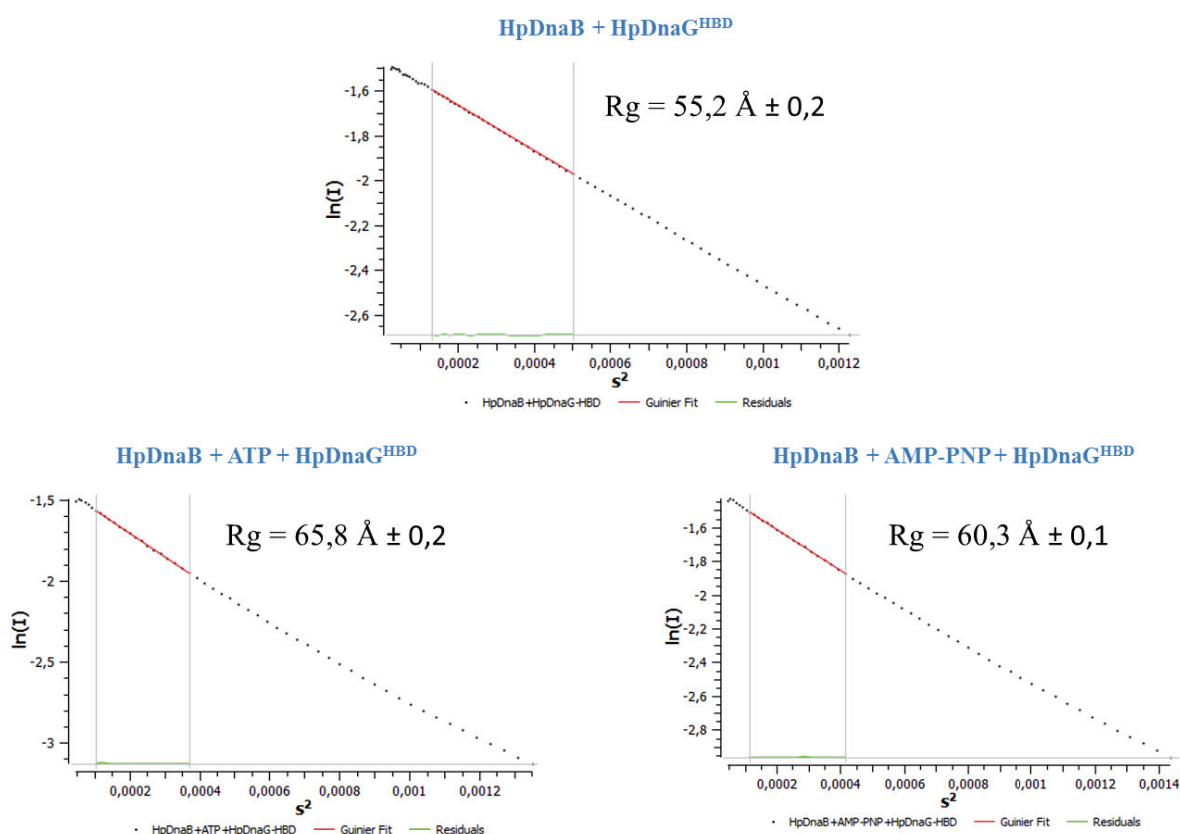 HpDnaB + HpDnaG^HBD
Rg = 55,2 Å ± 0,2
ln(I)
-1,6
-1,8
-2
-2,2
-2,4
-2,6
0,0002 0,0004 0,0006 0,0008 0,001 0,0012
s²
HpDnaB+HpDnaG-HBD Guinier Fit Residuals
HpDnaB + ATP + HpDnaG^HBD
Rg = 65,8 Å ± 0,2
ln(I)
-1,5
-2
-2,5
-3
0,0002 0,0004 0,0006 0,0008 0,001 0,0012
s²
HpDnaB+ATP+HpDnaG-HBD Guinier Fit Residuals
HpDnaB + AMP-PNP + HpDnaG^HBD
Rg = 60,3 Å ± 0,1
ln(I)
-1,6
-1,8
-2
-2,2
-2,4
-2,6
-2,8
0,0002 0,0004 0,0006 0,0008 0,001 0,0012 0,0014
s²
HpDnaB+AMP-PNP+HpDnaG-HBD Guinier Fit Residuals